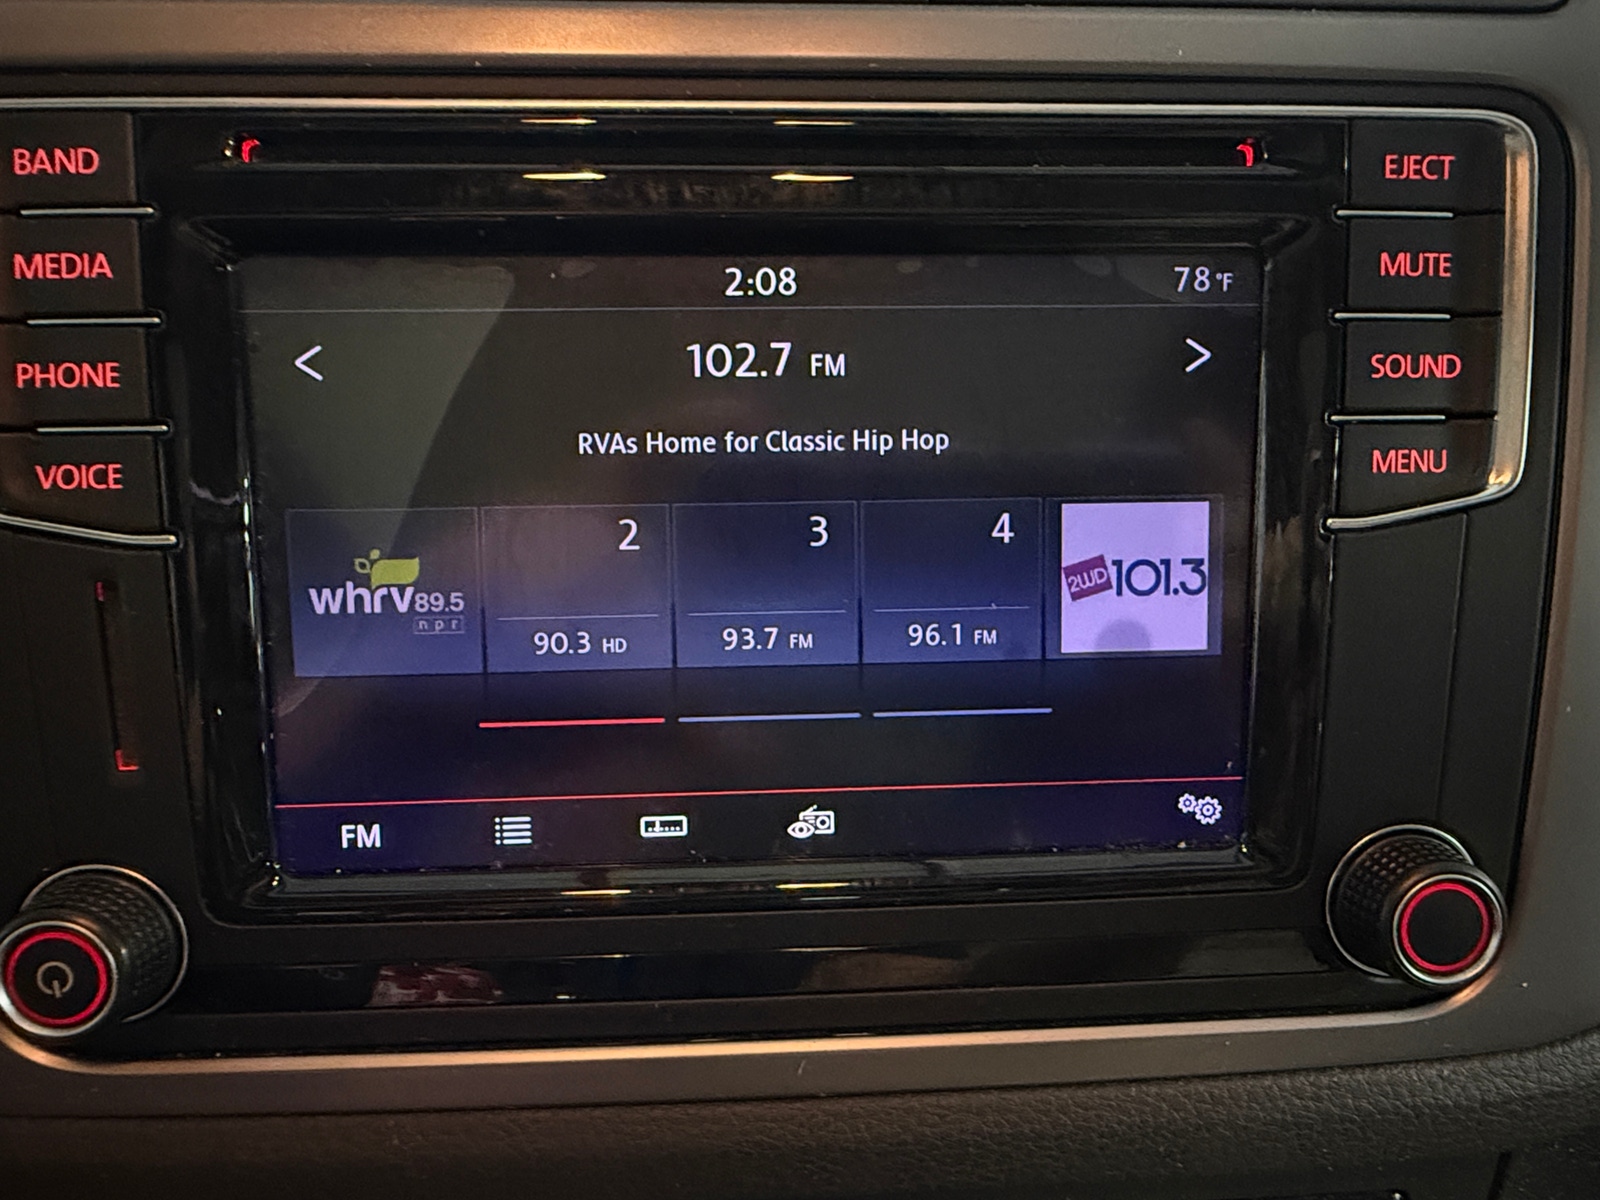 BAND
MEDIA
PHONE
VOICE
EJECT
MUTE
SOUND
MENU
2:08
78°F
< 102.7 FM >
RVAs Home for Classic Hip Hop
whrv 89.5
npr
2
90.3 HD
3
93.7 FM
4
96.1 FM
2WD 101.3
FM